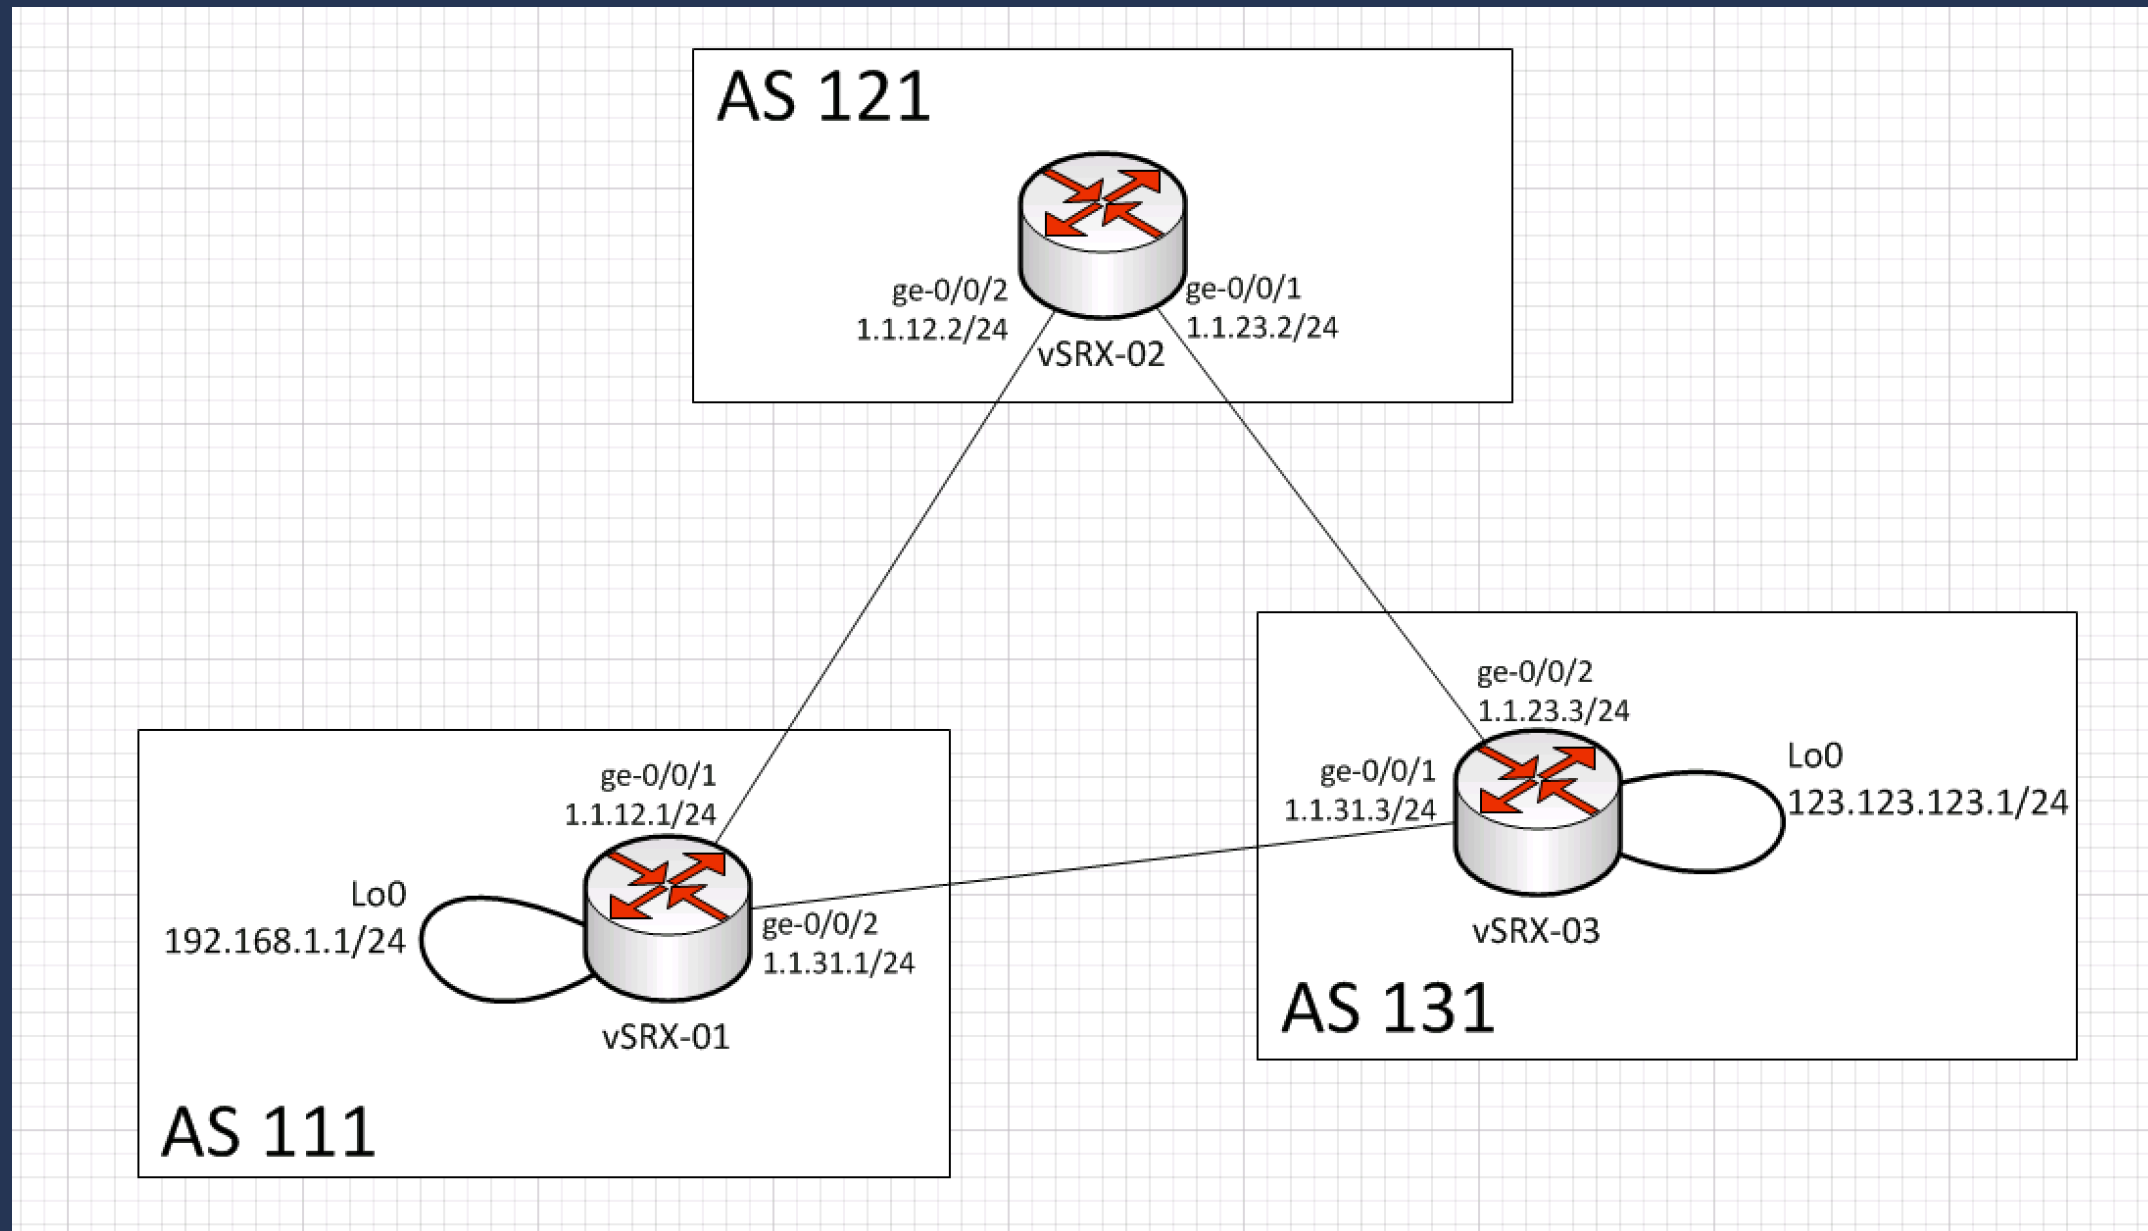 AS 121
ge-0/0/2
1.1.12.2/24
ge-0/0/1
1.1.23.2/24
vSRX-02
ge-0/0/2
1.1.23.3/24
ge-0/0/1
1.1.31.3/24
Lo0
123.123.123.1/24
vSRX-03
AS 131
ge-0/0/1
1.1.12.1/24
Lo0
192.168.1.1/24
ge-0/0/2
1.1.31.1/24
vSRX-01
AS 111